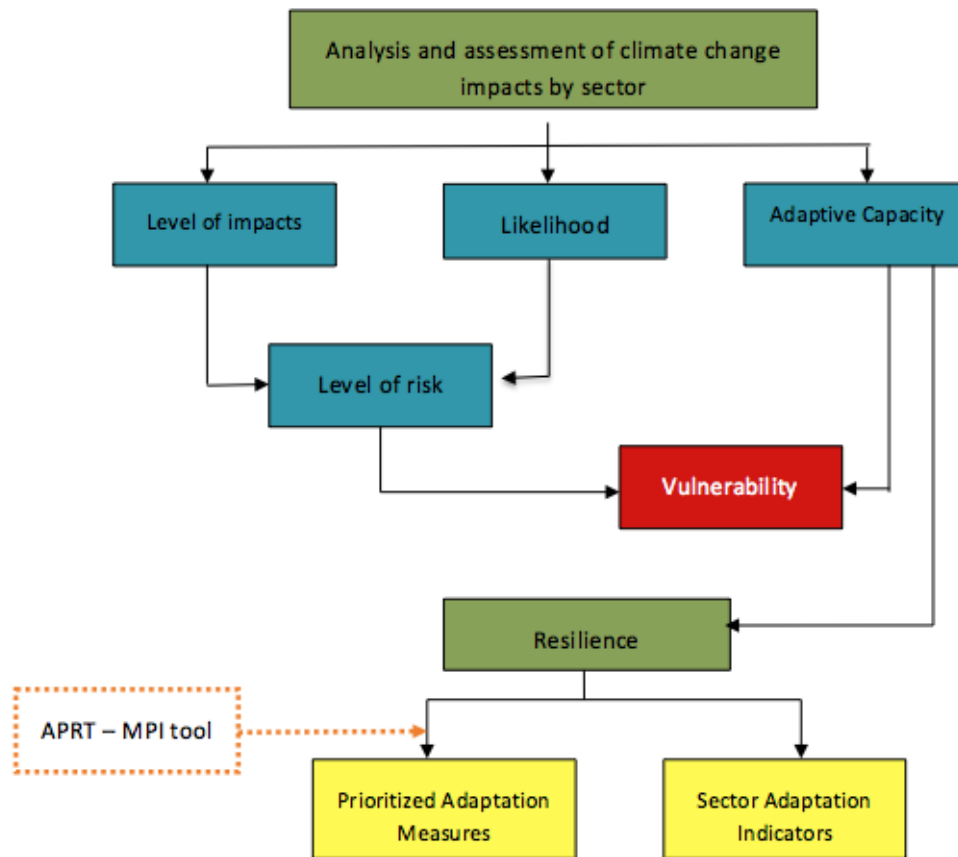 Analysis and assessment of climate change
impacts by sector
Level of impacts
Likelihood
Adaptive Capacity
Level of risk
Vulnerability
Resilience
APRT – MPI tool
Prioritized Adaptation
Measures
Sector Adaptation
Indicators